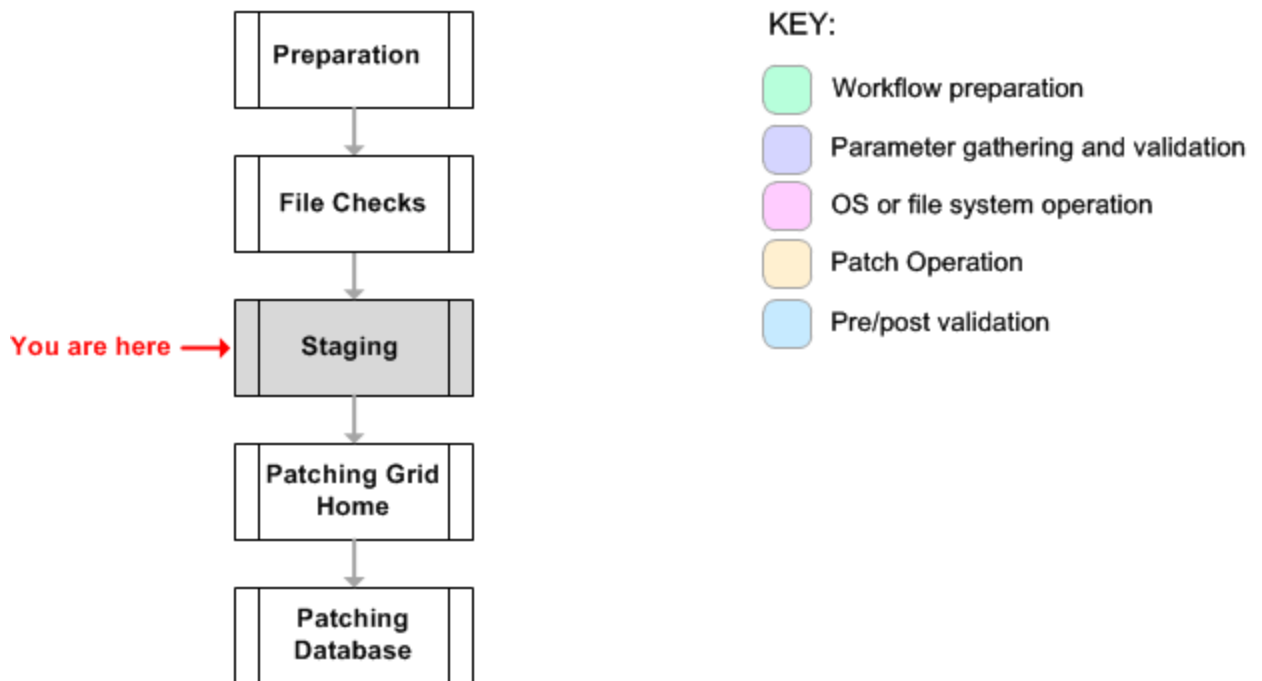 Preparation
File Checks
You are here
Staging
Patching Grid
Home
Patching
Database
KEY:
Workflow preparation
Parameter gathering and validation
OS or file system operation
Patch Operation
Pre/post validation